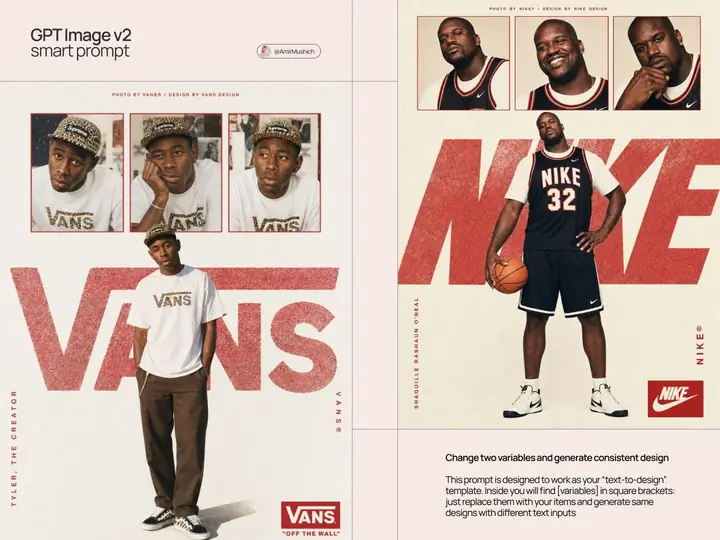 GPT Image v2
smart prompt
@AmirMushich
PHOTO BY VANSR / DESIGN BY VANS DESIGN
Supreme
VANS
Supreme
VANS
Supreme
VANS
VANS
VANS
TYLER, THE CREATOR
VANS®
VANS
"OFF THE WALL"
PHOTO BY NIKEY / DESIGN BY NIKE DESIGN
NIKE
NIKE
32
SHAQUILLE RASHAUN O'NEAL
NIKE®
NIKE
Change two variables and generate consistent design
This prompt is designed to work as your "text-to-design"
template. Inside you will find [variables] in square brackets:
just replace them with your items and generate same
designs with different text inputs